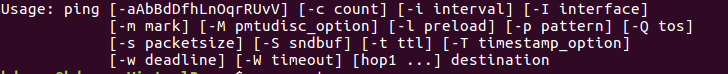 Usage: ping [-aAbBdDfhLnOqrRUvV] [-c count] [-i interval] [-I interface]
[-m mark] [-M pmtudisc_option] [-l preload] [-p pattern] [-Q tos]
[-s packetsize] [-S sndbuf] [-t ttl] [-T timestamp_option]
[-w deadline] [-W timeout] [hop1 ...] destination